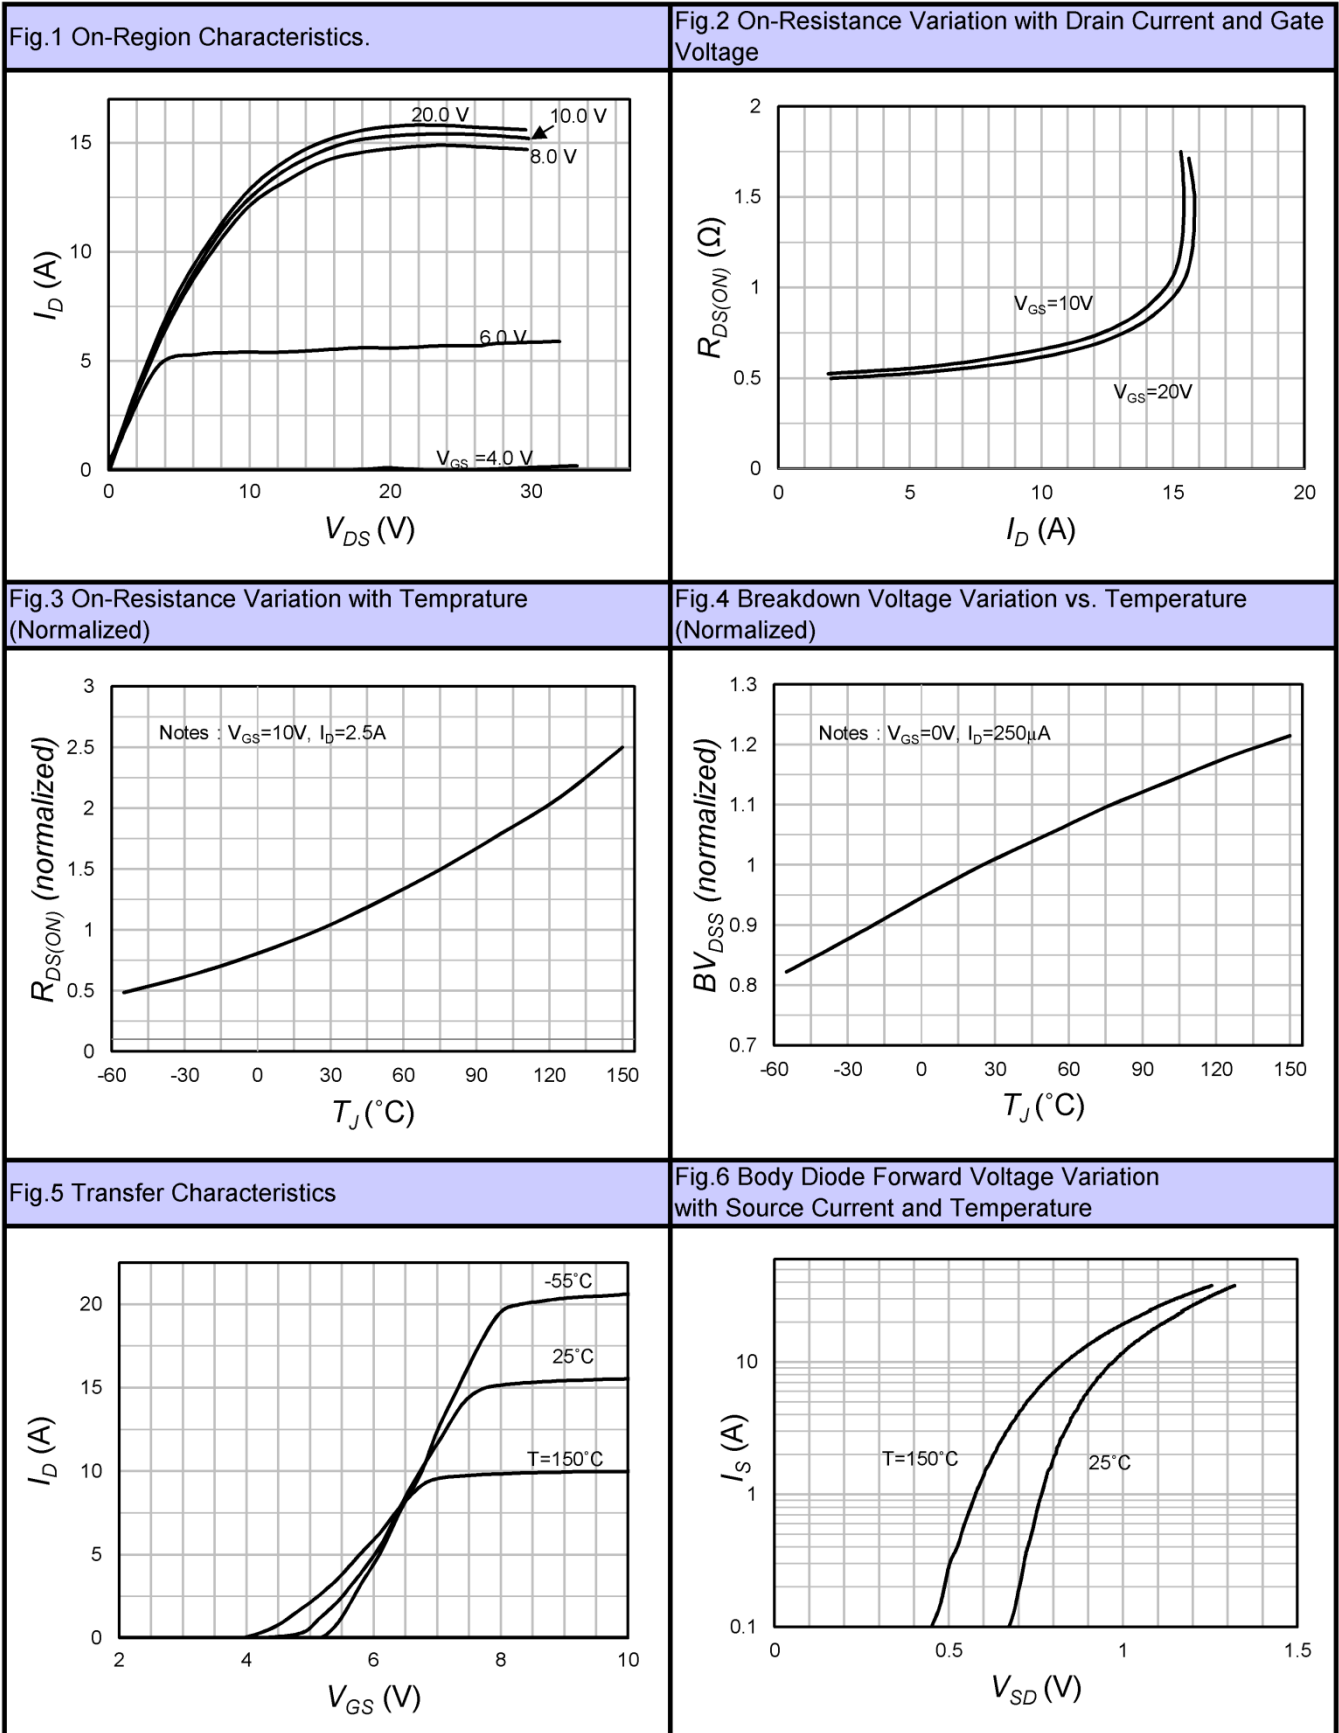 Fig.1 On-Region Characteristics.
Fig.2 On-Resistance Variation with Drain Current and Gate
Voltage
20.0 V
10.0 V
8.0 V
6.0 V
V_GS =4.0 V
15
10
5
0
0 10 20 30
I_D (A)
V_DS (V)
2
1.5
1
0.5
0
0 5 10 15 20
V_GS=10V
V_GS=20V
R_DS(ON) (Ω)
I_D (A)
Fig.3 On-Resistance Variation with Temprature
(Normalized)
Fig.4 Breakdown Voltage Variation vs. Temperature
(Normalized)
Notes : V_GS=10V, I_D=2.5A
3
2.5
2
1.5
1
0.5
0
-60 -30 0 30 60 90 120 150
R_DS(ON) (normalized)
T_J (˚C)
Notes : V_GS=0V, I_D=250µA
1.3
1.2
1.1
1
0.9
0.8
0.7
-60 -30 0 30 60 90 120 150
BV_DSS (normalized)
T_J (˚C)
Fig.5 Transfer Characteristics
Fig.6 Body Diode Forward Voltage Variation
with Source Current and Temperature
-55˚C
25˚C
T=150˚C
20
15
10
5
0
2 4 6 8 10
I_D (A)
V_GS (V)
T=150˚C
25˚C
10
1
0.1
0 0.5 1 1.5
I_S (A)
V_SD (V)